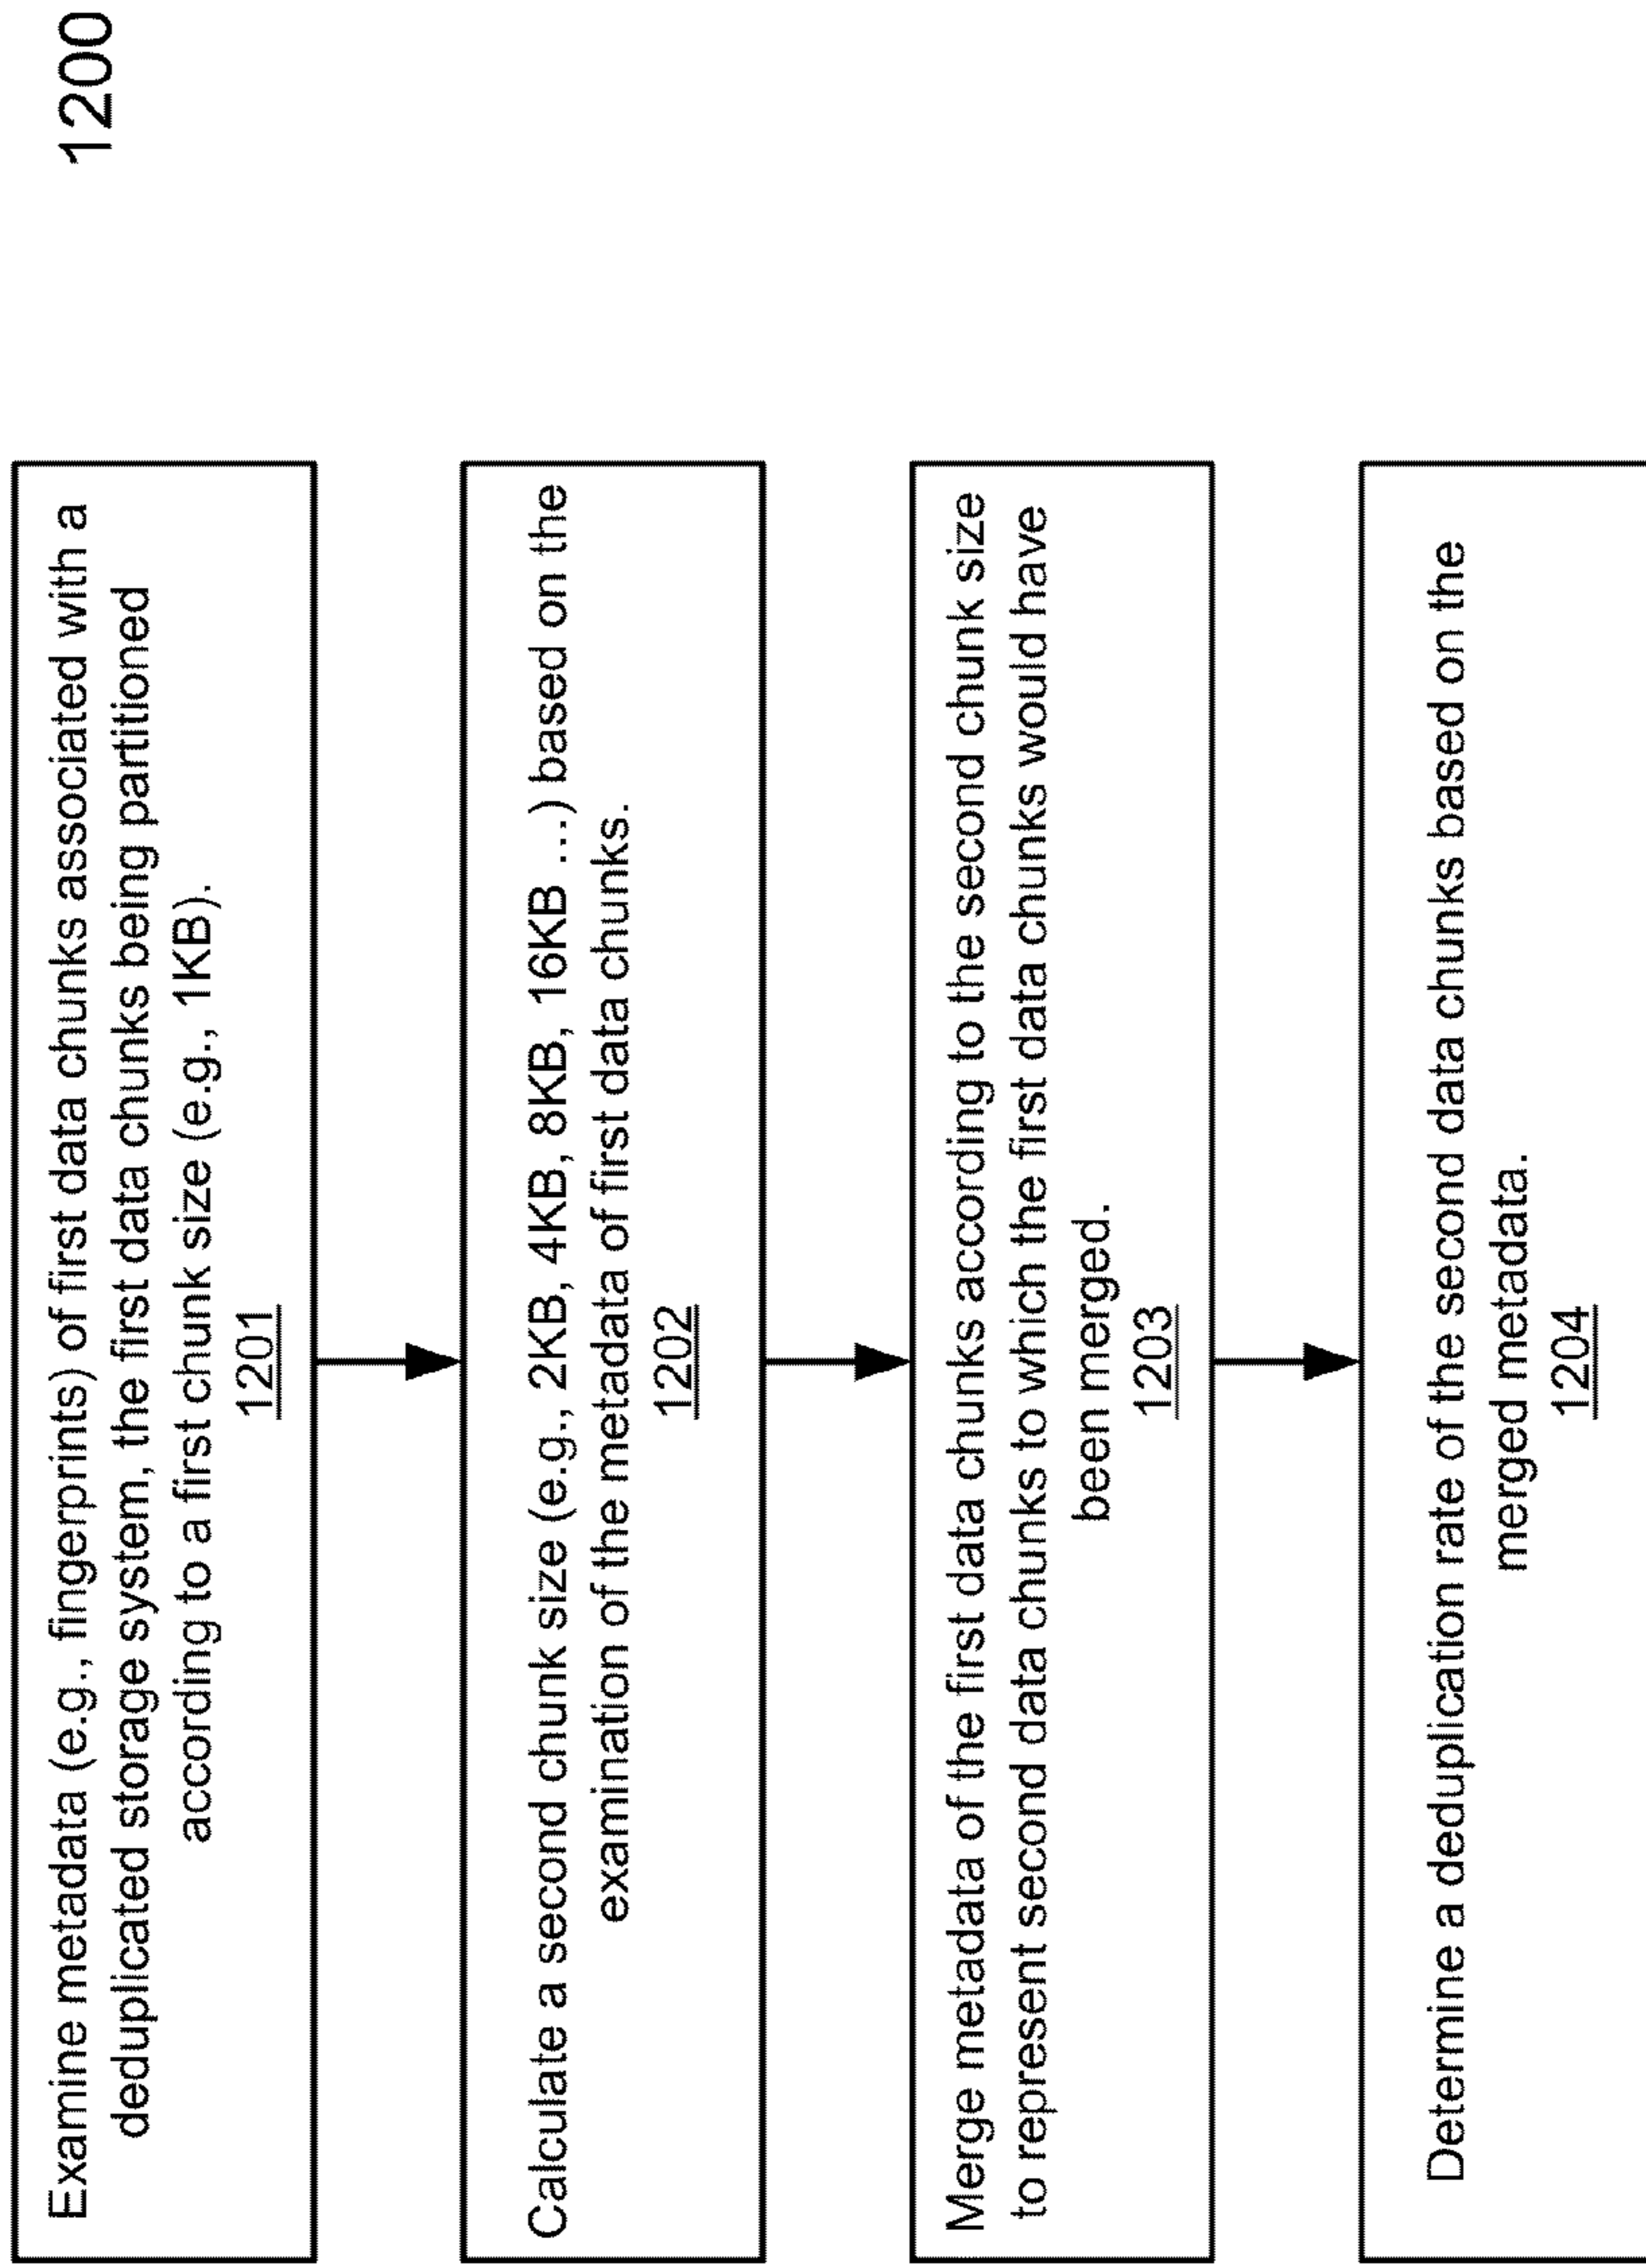 1200
Examine metadata (e.g., fingerprints) of first data chunks associated with a
deduplicated storage system, the first data chunks being partitioned
according to a first chunk size (e.g., 1KB).
1201
Calculate a second chunk size (e.g., 2KB, 4KB, 8KB, 16KB …) based on the
examination of the metadata of first data chunks.
1202
Merge metadata of the first data chunks according to the second chunk size
to represent second data chunks to which the first data chunks would have
been merged.
1203
Determine a deduplication rate of the second data chunks based on the
merged metadata.
1204